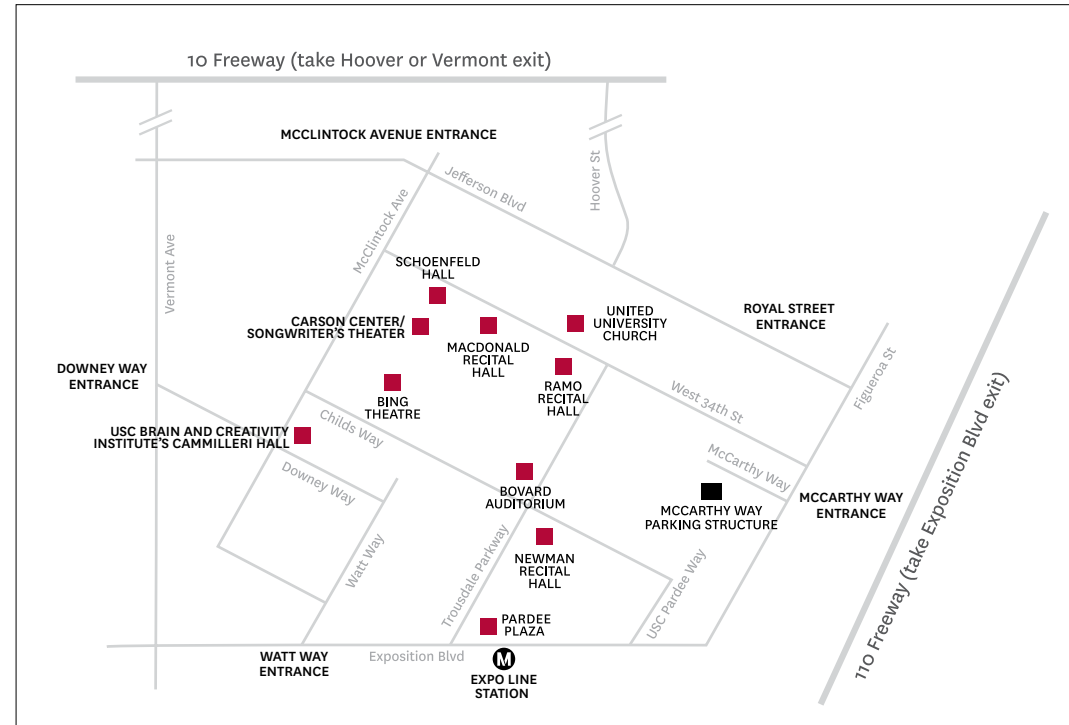 10 Freeway (take Hoover or Vermont exit)
MCCLINTOCK AVENUE ENTRANCE
Jefferson Blvd
Hoover St
McClintock Ave
Vermont Ave
SCHOENFELD
HALL
CARSON CENTER/
SONGWRITER'S THEATER
MACDONALD
RECITAL
HALL
UNITED
UNIVERSITY
CHURCH
ROYAL STREET
ENTRANCE
Figueroa St
DOWNEY WAY
ENTRANCE
BING
THEATRE
RAMO
RECITAL
HALL
West 34th St
110 Freeway (take Exposition Blvd exit)
USC BRAIN AND CREATIVITY
INSTITUTE'S CAMMILLERI HALL
Childs Way
Downey Way
McCarthy Way
BOVARD
AUDITORIUM
MCCARTHY WAY
PARKING STRUCTURE
MCCARTHY WAY
ENTRANCE
Watt Way
Trousdale Parkway
NEWMAN
RECITAL
HALL
USC Pardee Way
PARDEE
PLAZA
WATT WAY
ENTRANCE
Exposition Blvd
M
EXPO LINE
STATION